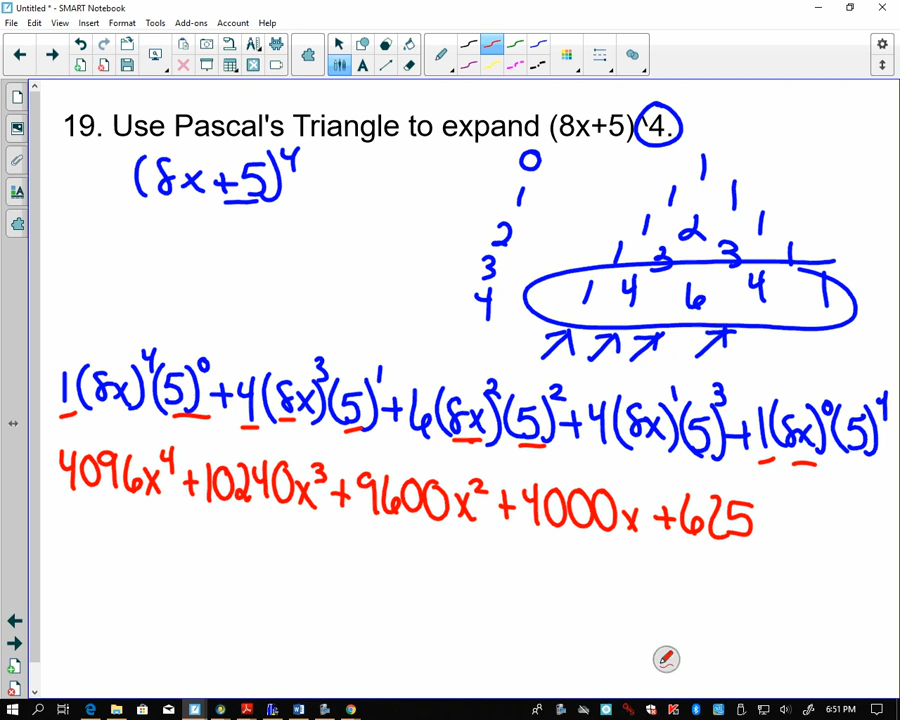 Untitled * - SMART Notebook
File Edit View Insert Format Tools Add-ons Account Help
19. Use Pascal's Triangle to expand (8x+5)^4.
(8x+5)^4
0 1
1 1 1
2 1 2 1
3 1 3 3 1
4 1 4 6 4 1
1(8x)^4(5)^0+4(8x)^3(5)^1+6(8x)^2(5)^2+4(8x)^1(5)^3+1(8x)^0(5)^4
4096x^4+10240x^3+9600x^2+4000x+625
6:51 PM